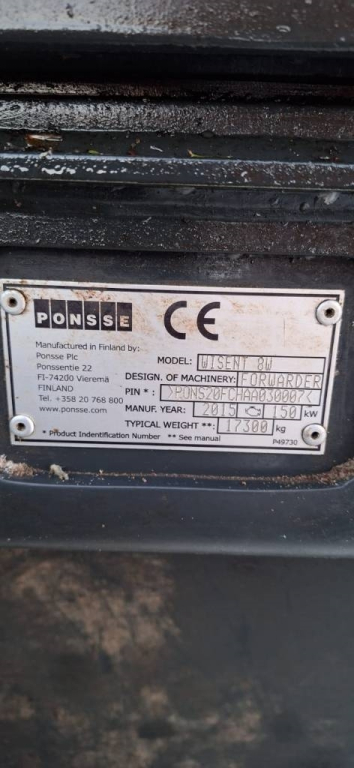 PONSSE CE
Manufactured in Finland by:
Ponsse Plc
Ponssentie 22
FI-74200 Vieremä
FINLAND
Tel. +358 20 768 800
www.ponsse.com
MODEL: WISENT 8W
DESIGN. OF MACHINERY: FORWARDER
PIN * : >PONS20FCHAA030007<
MANUF. YEAR: 2015 150 kW
TYPICAL WEIGHT **: 17300 kg
* Product Indentification Number ** See manual P49730